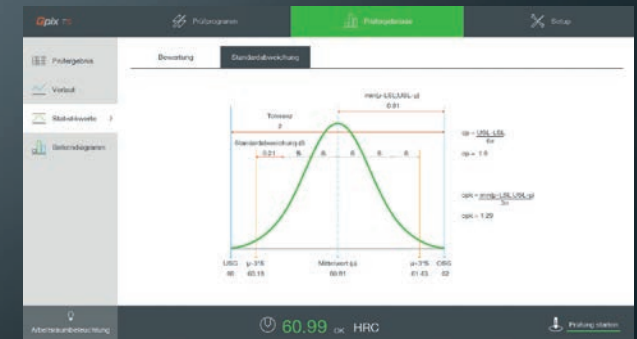 Qpix TS
Prüfprogramm
Prüfergebnisse
Setup
Prüfergebnis
Verlauf
Statistikwerte
Balkendiagramm
Bewertung
Standardabweichung
min(μ-LSL,USL-μ)
0.81
Toleranz
2
Standardabweichung (σ)
0.21
cp = USL-LSL
6σ
cp = 1.6
cpk = min(μ-LSL,USL-μ)
3σ
cpk = 1.29
USG
60
μ-3*σ
60.18
Mittelwert (μ)
60.81
μ+3*σ
61.43
OSG
62
Arbeitsraumbeleuchtung
60.99 OK HRC
Prüfung starten